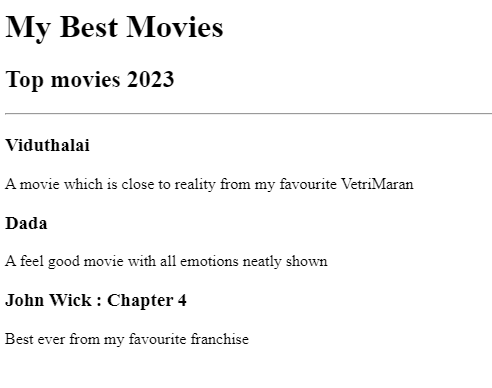 My Best Movies
Top movies 2023
Viduthalai
A movie which is close to reality from my favourite VetriMaran
Dada
A feel good movie with all emotions neatly shown
John Wick : Chapter 4
Best ever from my favourite franchise